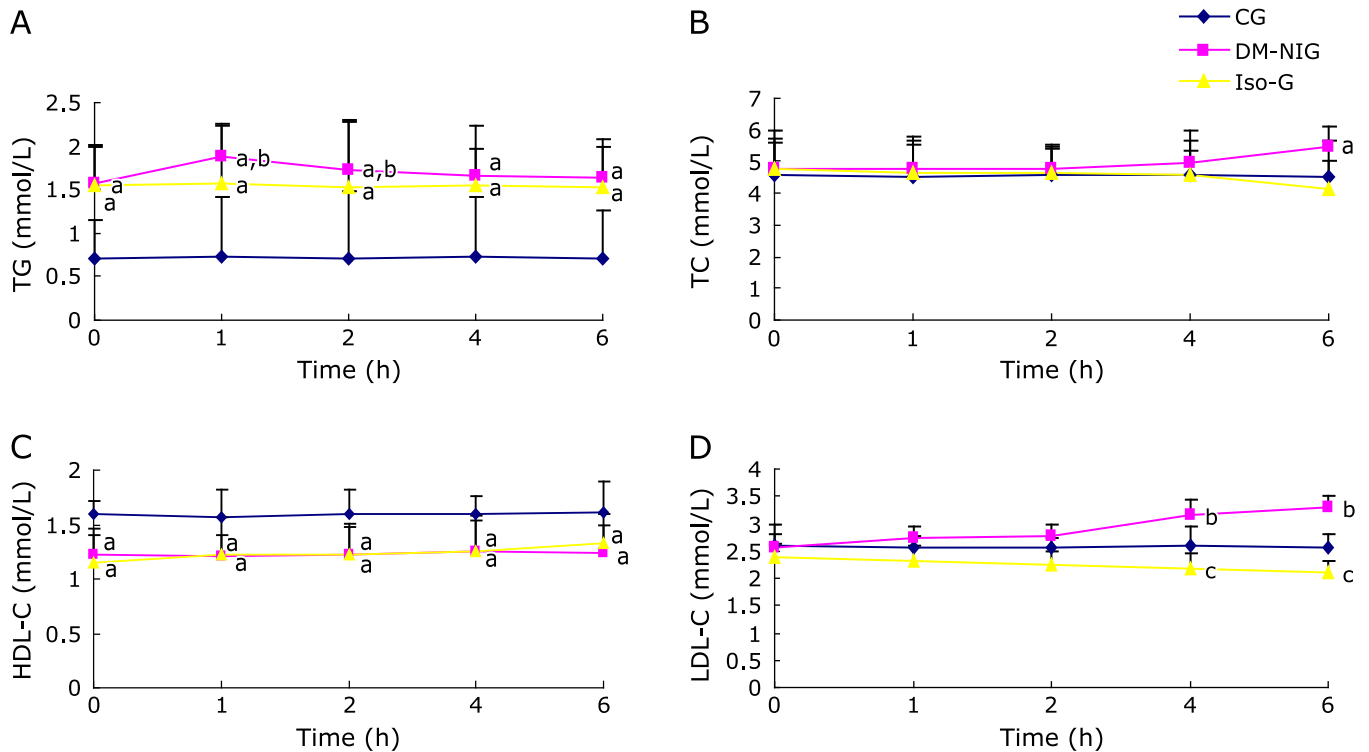 A
TG (mmol/L)
2.5
2
1.5
1
0.5
0
a
a
a,b
a
a,b
a
a
a
a
a
0
1
2
4
6
Time (h)
B
CG
DM-NIG
Iso-G
TC (mmol/L)
7
6
5
4
3
2
1
0
a
0
1
2
4
6
Time (h)
C
HDL-C (mmol/L)
2
1.5
1
0.5
0
a
a
a
a
a
a
a
a
a
a
0
1
2
4
6
Time (h)
D
LDL-C (mmol/L)
4
3.5
3
2.5
2
1.5
1
0.5
0
b
b
c
c
0
1
2
4
6
Time (h)